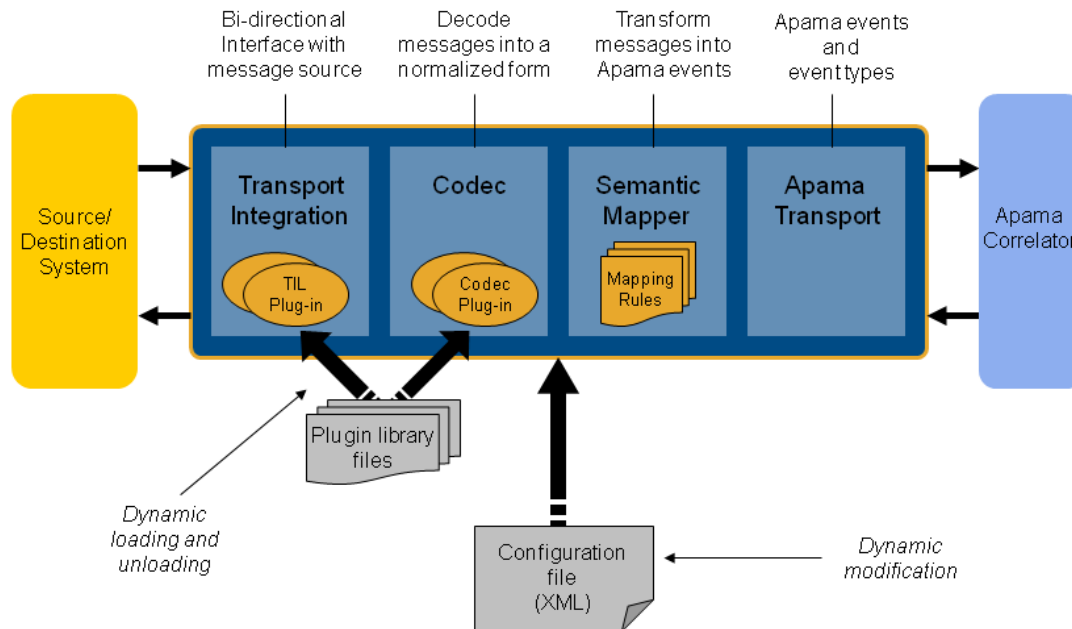 Bi-directional
Interface with
message source
Decode
messages into a
normalized form
Transform
messages into
Apama events
Apama events
and
event types
Source/
Destination
System
Transport
Integration
TIL
Plug-in
Codec
Codec
Plug-in
Semantic
Mapper
Mapping
Rules
Apama
Transport
Apama
Correlator
Plugin library
files
Dynamic
loading and
unloading
Configuration
file
(XML)
Dynamic
modification